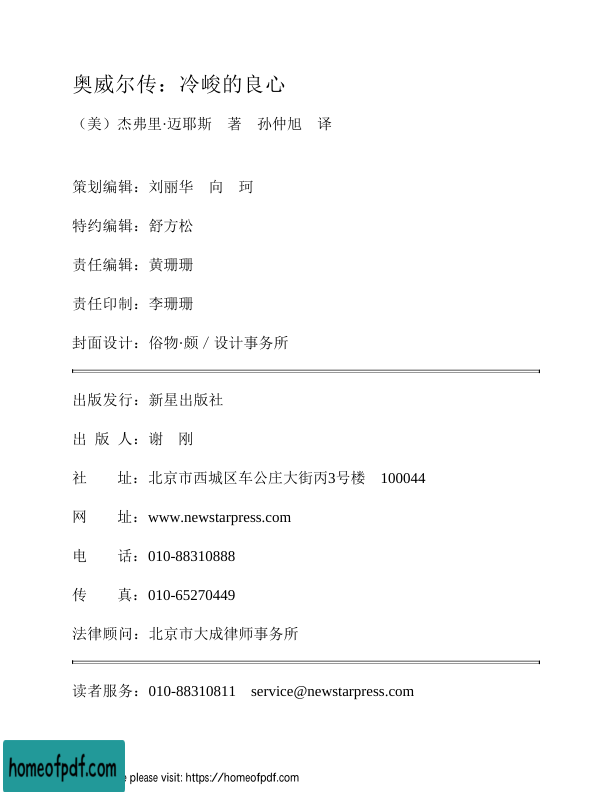 奥威尔传：冷峻的良心
（美）杰弗里·迈耶斯　著　孙仲旭　译
策划编辑：刘丽华　向　珂
特约编辑：舒方松
责任编辑：黄珊珊
责任印制：李珊珊
封面设计：俗物·颇／设计事务所
出版发行：新星出版社
出 版 人：谢　刚
社　　址：北京市西城区车公庄大街丙3号楼　100044
网　　址：www.newstarpress.com
电　　话：010-88310888
传　　真：010-65270449
法律顾问：北京市大成律师事务所
读者服务：010-88310811　service@newstarpress.com
homeofpdf.com
please visit: https://homeofpdf.com